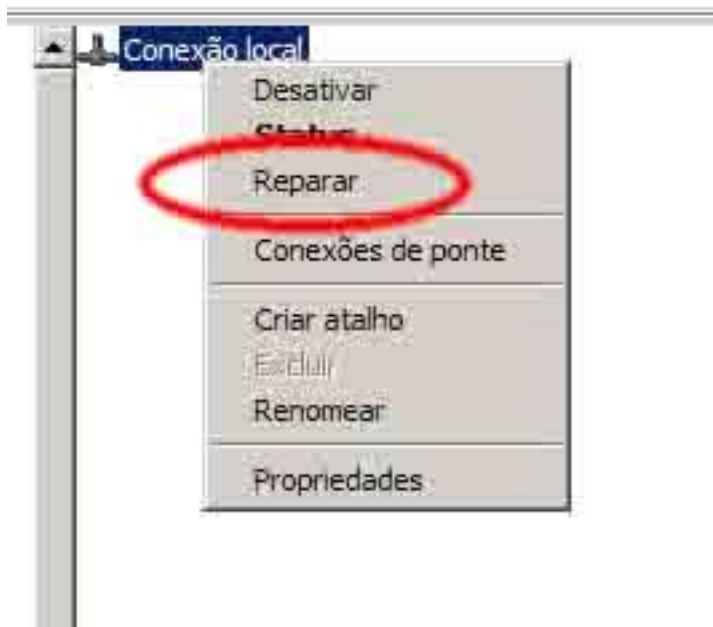 Conexão local
Desativar
Status
Reparar
Conexões de ponte
Criar atalho
Excluir
Renomear
Propriedades